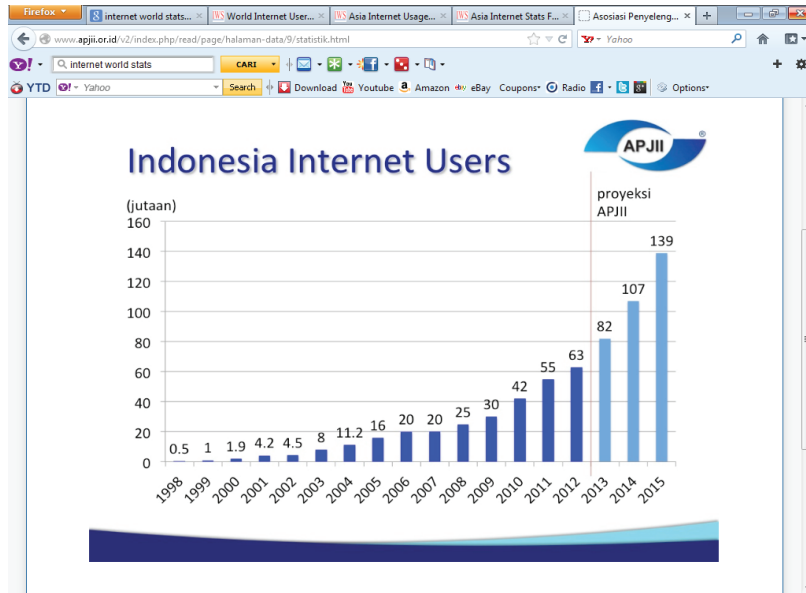 Firefox
internet world stats...
World Internet User...
Asia Internet Usage...
Asia Internet Stats F...
Asosiasi Penyeleng...
www.apjii.or.id/v2/index.php/read/page/halaman-data/9/statistik.html
Yahoo
internet world stats
CARI
YTD
Yahoo
Search
Download
Youtube
Amazon
eBay
Coupons
Radio
Options
Indonesia Internet Users
APJII
®
proyeksi
APJII
(jutaan)
160
140
120
100
80
60
40
20
0
0.5 1 1.9 4.2 4.5 8 11.2 16 20 20 25 30 42 55 63 82 107 139
1998 1999 2000 2001 2002 2003 2004 2005 2006 2007 2008 2009 2010 2011 2012 2013 2014 2015